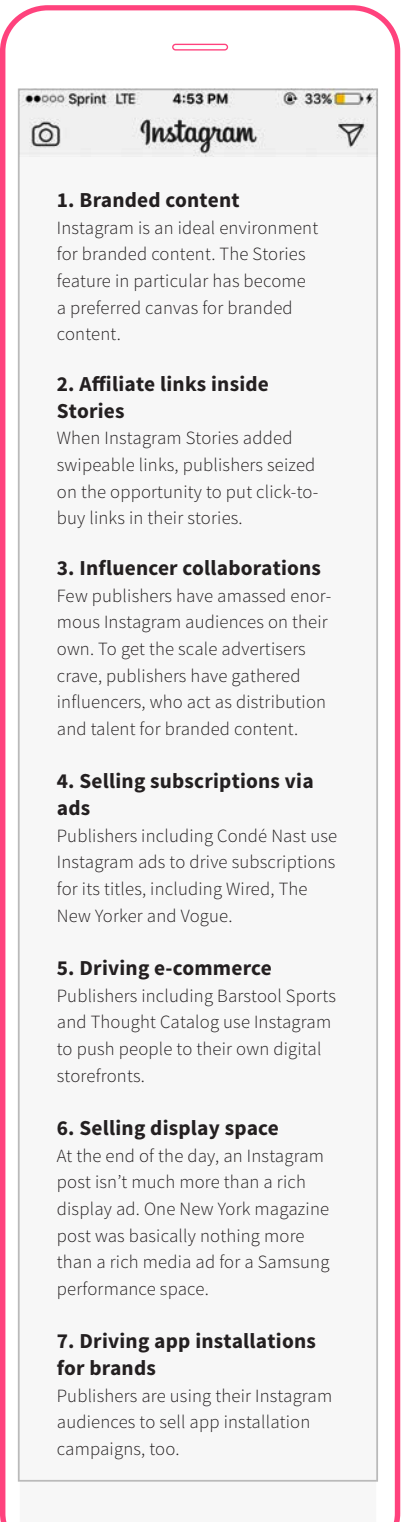 ●●○○○ Sprint LTE 4:53 PM 33%
Instagram
1. Branded content
Instagram is an ideal environment
for branded content. The Stories
feature in particular has become
a preferred canvas for branded
content.
2. Affiliate links inside
Stories
When Instagram Stories added
swipeable links, publishers seized
on the opportunity to put click-to-
buy links in their stories.
3. Influencer collaborations
Few publishers have amassed enor-
mous Instagram audiences on their
own. To get the scale advertisers
crave, publishers have gathered
influencers, who act as distribution
and talent for branded content.
4. Selling subscriptions via
ads
Publishers including Condé Nast use
Instagram ads to drive subscriptions
for its titles, including Wired, The
New Yorker and Vogue.
5. Driving e-commerce
Publishers including Barstool Sports
and Thought Catalog use Instagram
to push people to their own digital
storefronts.
6. Selling display space
At the end of the day, an Instagram
post isn’t much more than a rich
display ad. One New York magazine
post was basically nothing more
than a rich media ad for a Samsung
performance space.
7. Driving app installations
for brands
Publishers are using their Instagram
audiences to sell app installation
campaigns, too.